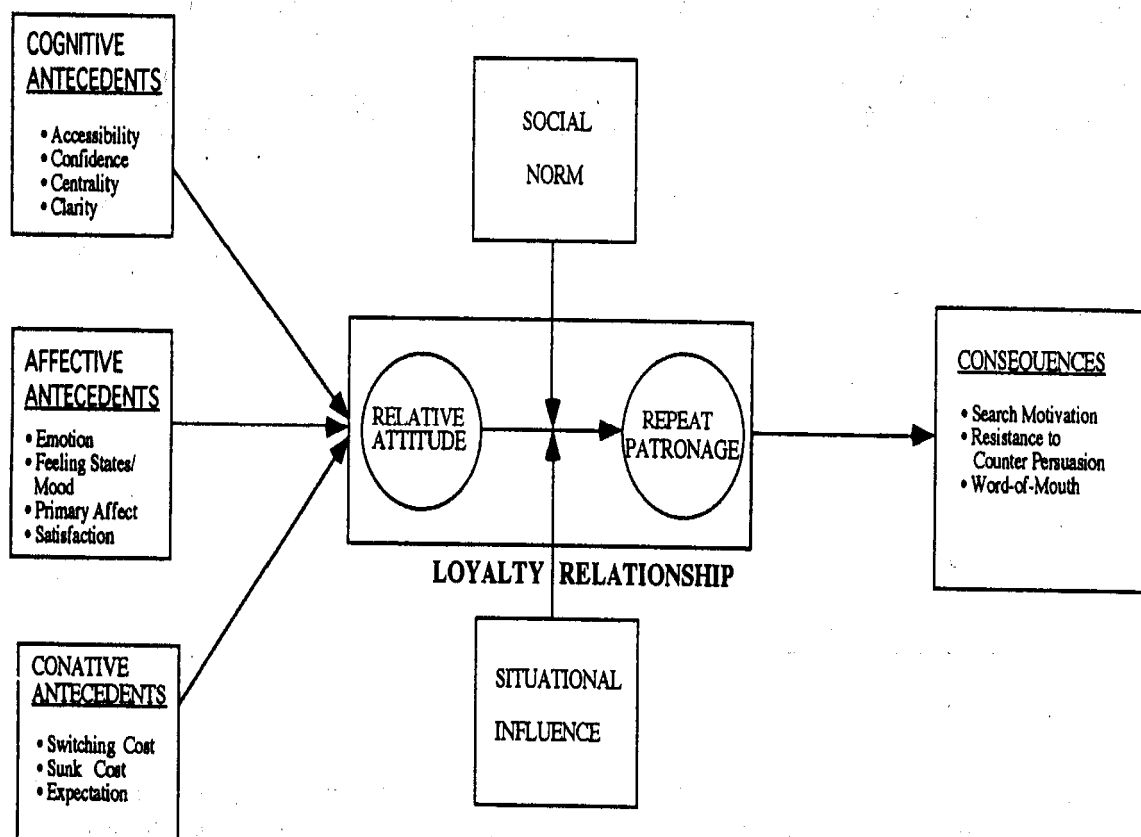 COGNITIVE
ANTECEDENTS
• Accessibility
• Confidence
• Centrality
• Clarity
SOCIAL
NORM
AFFECTIVE
ANTECEDENTS
• Emotion
• Feeling States/
Mood
• Primary Affect
• Satisfaction
RELATIVE
ATTITUDE
REPEAT
PATRONAGE
LOYALTY RELATIONSHIP
CONSEQUENCES
• Search Motivation
• Resistance to
Counter Persuasion
• Word-of-Mouth
CONATIVE
ANTECEDENTS
• Switching Cost
• Sunk Cost
• Expectation
SITUATIONAL
INFLUENCE